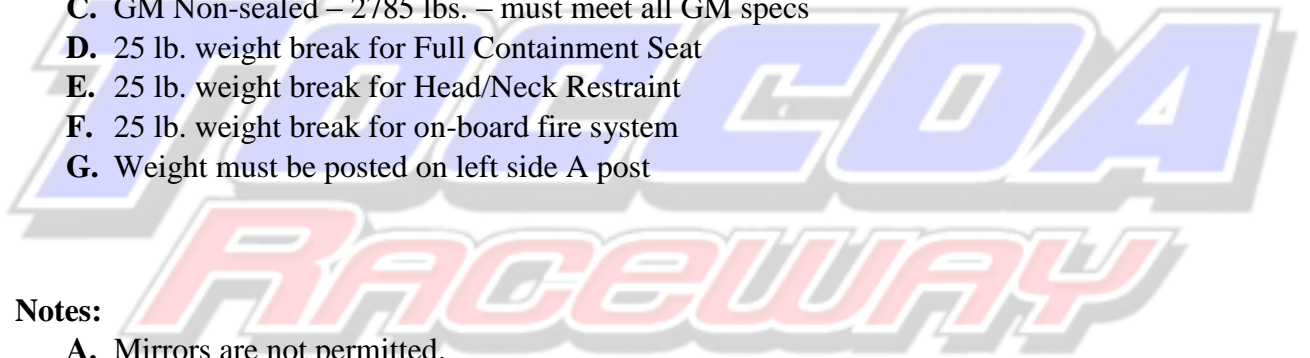 C. GM Non-sealed – 2785 lbs. – must meet all GM specs
D. 25 lb. weight break for Full Containment Seat
E. 25 lb. weight break for Head/Neck Restraint
F. 25 lb. weight break for on-board fire system
G. Weight must be posted on left side A post
TOCCOA
RACEWAY
Notes:
A. Mirrors are not permitted.